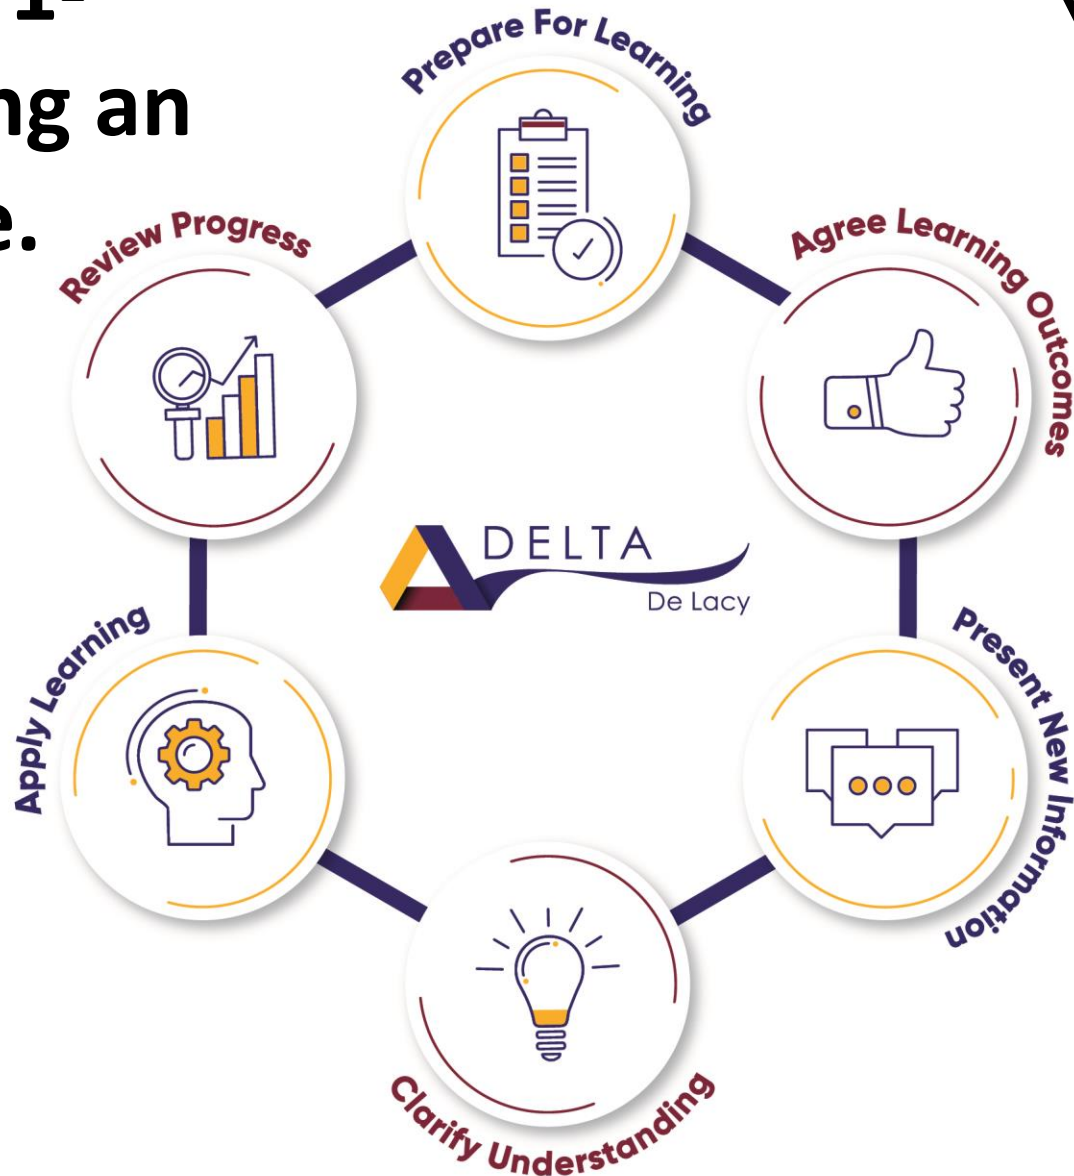 ng an
e.
Prepare For Learning
Agree Learning Outcomes
Present New Information
Clarify Understanding
Apply Learning
Review Progress
DELTA
De Lacy